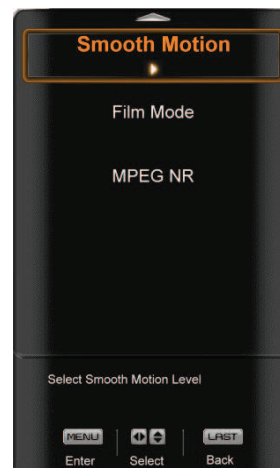 Smooth Motion
Film Mode
MPEG NR
Select Smooth Motion Level
MENU LAST
Enter Select Back